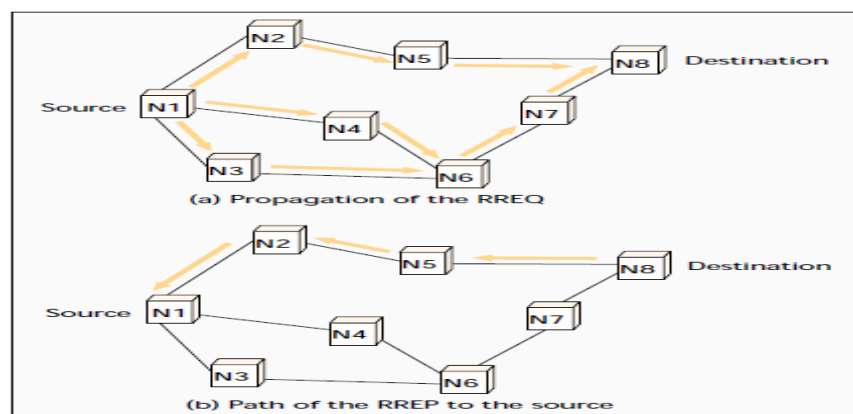 N2
N5
N8 Destination
Source N1
N4
N7
N3
N6
(a) Propagation of the RREQ
N2
N5
N8 Destination
Source N1
N4
N7
N3
N6
(b) Path of the RREP to the source